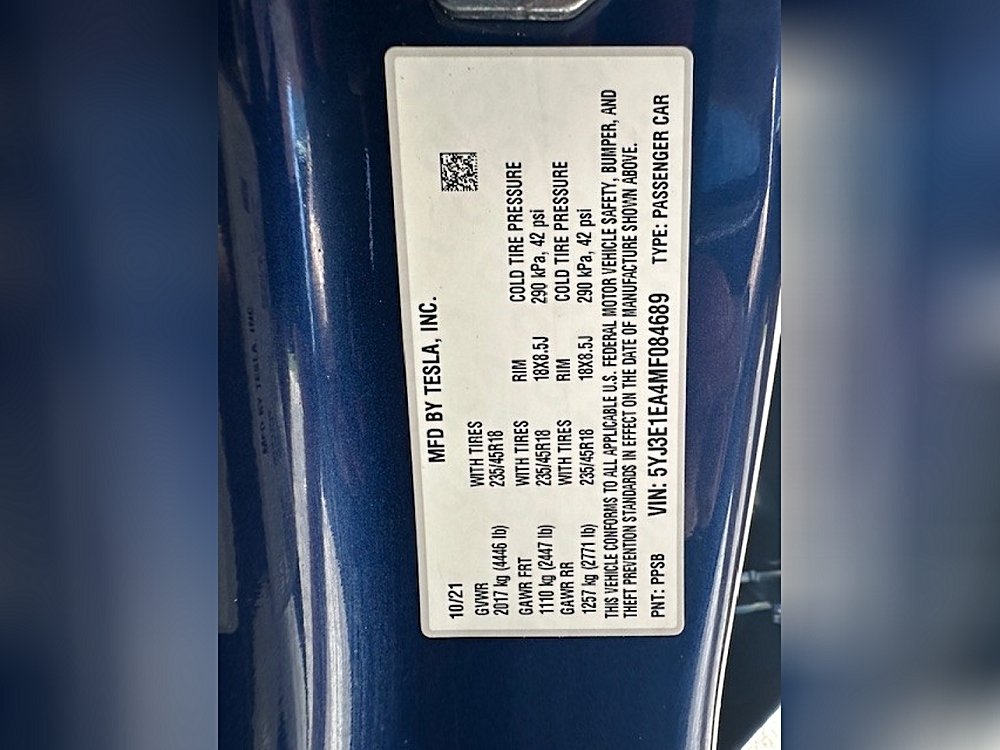 MFD BY TESLA, INC.
10/21
GVWR WITH TIRES
2017 kg (4446 lb) 235/45R18
GAWR FRT WITH TIRES RIM COLD TIRE PRESSURE
1110 kg (2447 lb) 235/45R18 18X8.5J 290 kPa, 42 psi
GAWR RR WITH TIRES RIM COLD TIRE PRESSURE
1257 kg (2771 lb) 235/45R18 18X8.5J 290 kPa, 42 psi
THIS VEHICLE CONFORMS TO ALL APPLICABLE U.S. FEDERAL MOTOR VEHICLE SAFETY, BUMPER, AND
THEFT PREVENTION STANDARDS IN EFFECT ON THE DATE OF MANUFACTURE SHOWN ABOVE.
PNT: PPSB VIN: 5YJ3E1EA4MF084689 TYPE: PASSENGER CAR